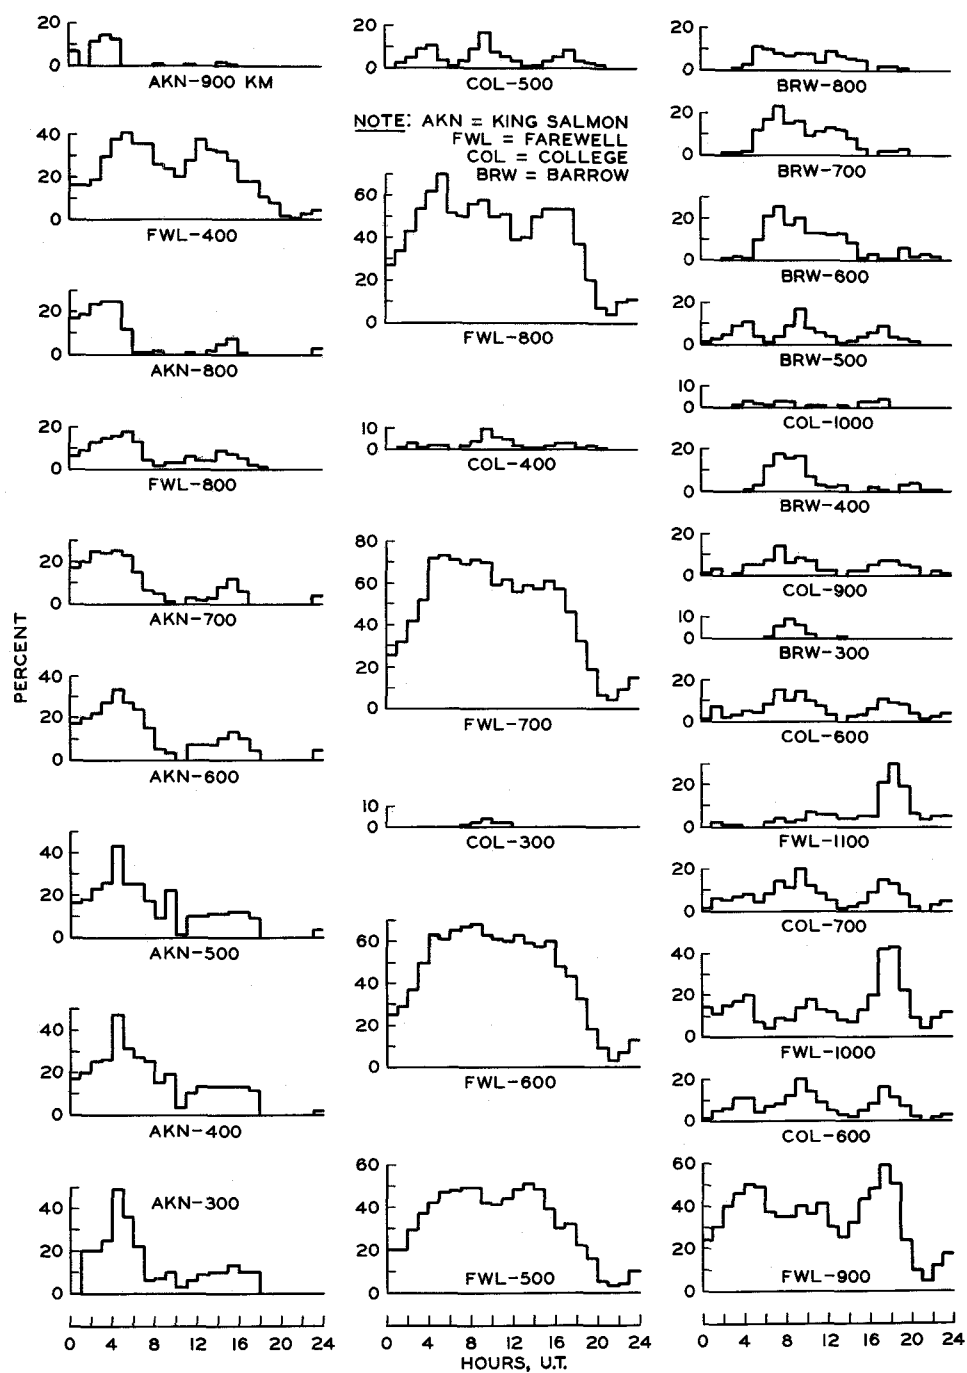 20
0
AKN-900 KM
40
20
0
FWL-400
20
0
AKN-800
20
0
FWL-800
20
0
AKN-700
PERCENT
40
20
0
AKN-600
40
20
0
AKN-500
40
20
0
AKN-400
AKN-300
40
20
0
0 4 8 12 16 20 24
20
0
COL-500
NOTE: AKN = KING SALMON
FWL = FAREWELL
COL = COLLEGE
BRW = BARROW
60
40
20
0
FWL-800
10
0
COL-400
80
60
40
20
0
FWL-700
10
0
COL-300
60
40
20
0
FWL-600
60
40
20
0
FWL-500
0 4 8 12 16 20 24
HOURS, U.T.
20
0
BRW-800
20
0
BRW-700
20
0
BRW-600
20
0
BRW-500
10
0
COL-1000
20
0
BRW-400
20
0
COL-900
10
0
BRW-300
20
0
COL-600
20
0
FWL-1100
20
0
COL-700
40
20
0
FWL-1000
20
0
COL-600
60
40
20
0
FWL-900
0 4 8 12 16 20 24